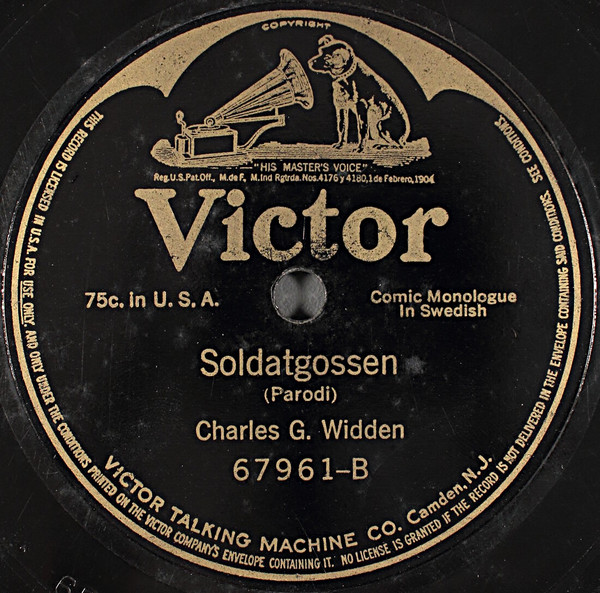 COPYRIGHT
"HIS MASTER'S VOICE"
Reg.U.S.Pat.Off., M.de F., M.Ind Rgtrda.Nos.4176 y 4180,1 de Febrero,1904
Victor
75c. in U. S. A.
Comic Monologue
In Swedish
Soldatgossen
(Parodi)
Charles G. Widden
67961-B
VICTOR TALKING MACHINE CO. Camden, N.J.
THIS RECORD IS LICENSED IN U.S.A. FOR USE ONLY, AND ONLY UNDER THE CONDITIONS PRINTED ON THE VICTOR COMPANY'S ENVELOPE CONTAINING IT. NO LICENSE IS GRANTED IF THE RECORD IS NOT DELIVERED IN THE ENVELOPE CONTAINING SAID CONDITIONS. SEE CONDITIONS.